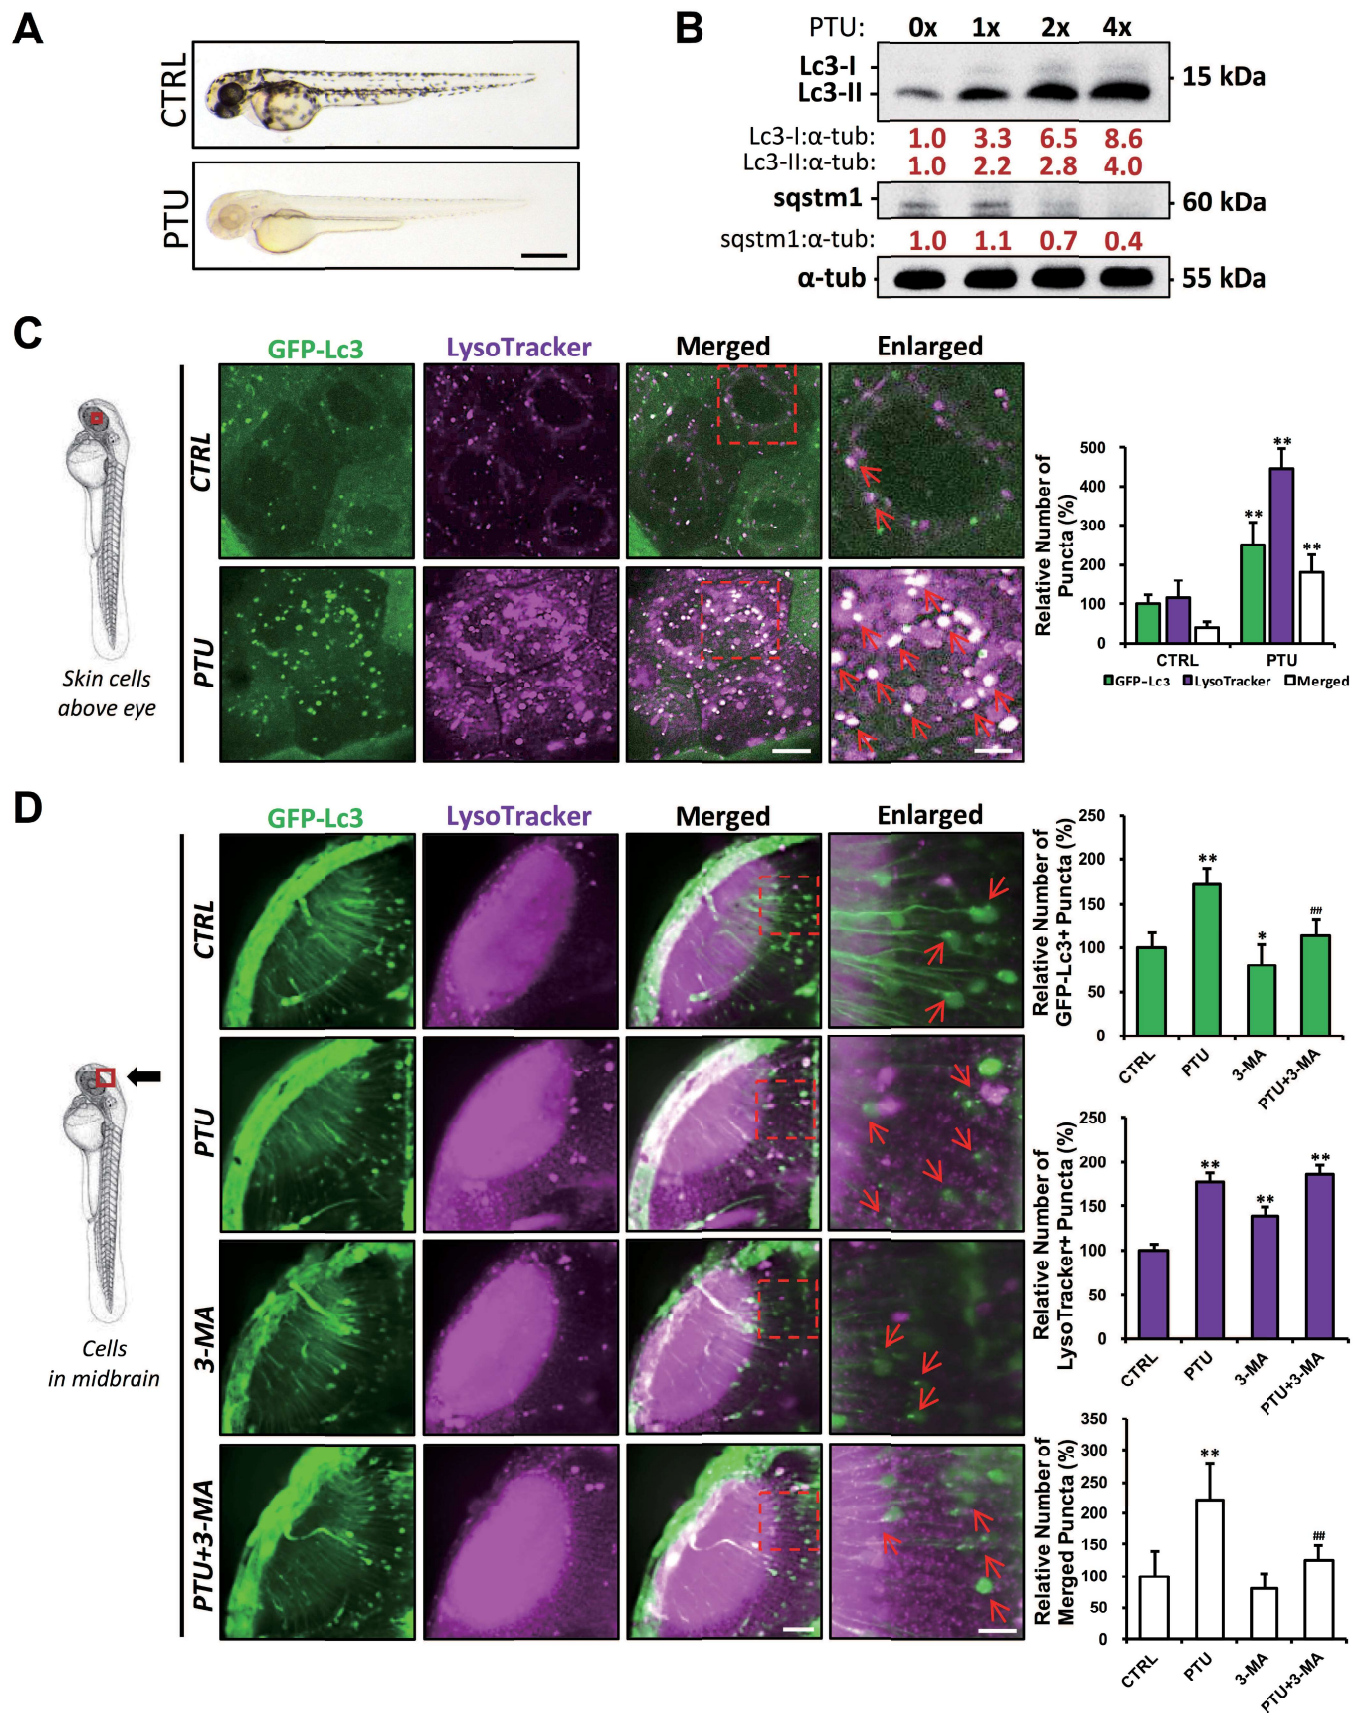 A
CTRL
PTU
B
PTU: 0x 1x 2x 4x
Lc3-I
Lc3-II
15 kDa
Lc3-I:α-tub: 1.0 3.3 6.5 8.6
Lc3-II:α-tub: 1.0 2.2 2.8 4.0
sqstm1
60 kDa
sqstm1:α-tub: 1.0 1.1 0.7 0.4
α-tub
55 kDa
C
GFP-Lc3 LysoTracker Merged Enlarged
CTRL
PTU
Skin cells
above eye
Relative Number of
Puncta (%)
500
400
300
200
100
0
** ** **
CTRL PTU
GFP-Lc3 LysoTracker Merged
D
GFP-Lc3 LysoTracker Merged Enlarged
CTRL
PTU
3-MA
PTU+3-MA
Cells
in midbrain
Relative Number of
GFP-Lc3+ Puncta (%)
250
200
150
100
50
0
** * ##
CTRL PTU 3-MA PTU+3-MA
Relative Number of
LysoTracker+ Puncta (%)
250
200
150
100
50
0
** ** **
CTRL PTU 3-MA PTU+3-MA
Relative Number of
Merged Puncta (%)
350
300
250
200
150
100
50
0
** ##
CTRL PTU 3-MA PTU+3-MA